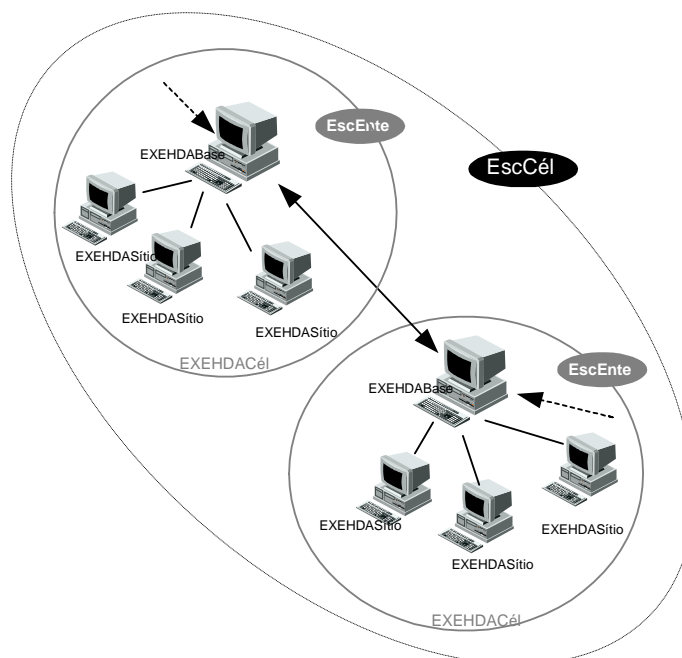 EscEnte
EXEHDABase
EscCél
EXEHDASítio
EXEHDASítio
EXEHDASítio
EXEHDACél
EscEnte
EXEHDABase
EXEHDASítio
EXEHDASítio
EXEHDASítio
EXEHDACél